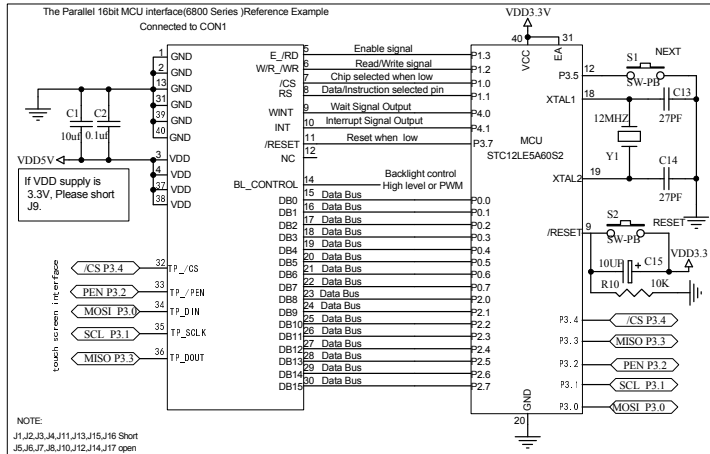 The Parallel 16bit MCU interface(6800 Series )Reference Example
Connected to CON1
VDD3.3V
1 GND
2 GND
13 GND
31 GND
39 GND
40 GND
C1 C2
10uf 0.1uf
VDD5V
3 VDD
4 VDD
37 VDD
38 VDD
If VDD supply is
3.3V, Please short
J9.
E_/RD 5 Enable signal P1.3
W/R_/WR 6 Read/Write signal P1.2
/CS 7 Chip selected when low P1.0
RS 8 Data/Instruction selected pin P1.1
WINT 9 Wait Signal Output P4.0
INT 10 Interrupt Signal Output P4.1
/RESET 11 Reset when low P3.7
NC 12
BL_CONTROL 14 Backlight control
High level or PWM
DB0 15 Data Bus P0.0
DB1 16 Data Bus P0.1
DB2 17 Data Bus P0.2
DB3 18 Data Bus P0.3
DB4 19 Data Bus P0.4
DB5 20 Data Bus P0.5
DB6 21 Data Bus P0.6
DB7 22 Data Bus P0.7
DB8 23 Data Bus P2.0
DB9 24 Data Bus P2.1
DB10 25 Data Bus P2.2
DB11 26 Data Bus P2.3
DB12 27 Data Bus P2.4
DB13 28 Data Bus P2.5
DB14 29 Data Bus P2.6
DB15 30 Data Bus P2.7
touch screen interface
/CS P3.4 32 TP_/CS
PEN P3.2 33 TP_/PEN
MOSI P3.0 34 TP_DIN
SCL P3.1 35 TP_SCLK
MISO P3.3 36 TP_DOUT
40 VCC
31 EA
MCU
STC12LE5A60S2
P3.5 12
S1 NEXT
SW-PB
XTAL1 18
C13
27PF
12MHZ
Y1
XTAL2 19
C14
27PF
/RESET 9
S2 RESET
SW-PB
VDD3.3
10UF + C15
R10 10K
P3.4 /CS P3.4
P3.3 MISO P3.3
P3.2 PEN P3.2
P3.1 SCL P3.1
P3.0 MOSI P3.0
GND
20
NOTE:
J1,J2,J3,J4,J11,J13,J15,J16 Short
J5,J6,J7,J8,J10,J12,J14,J17 open